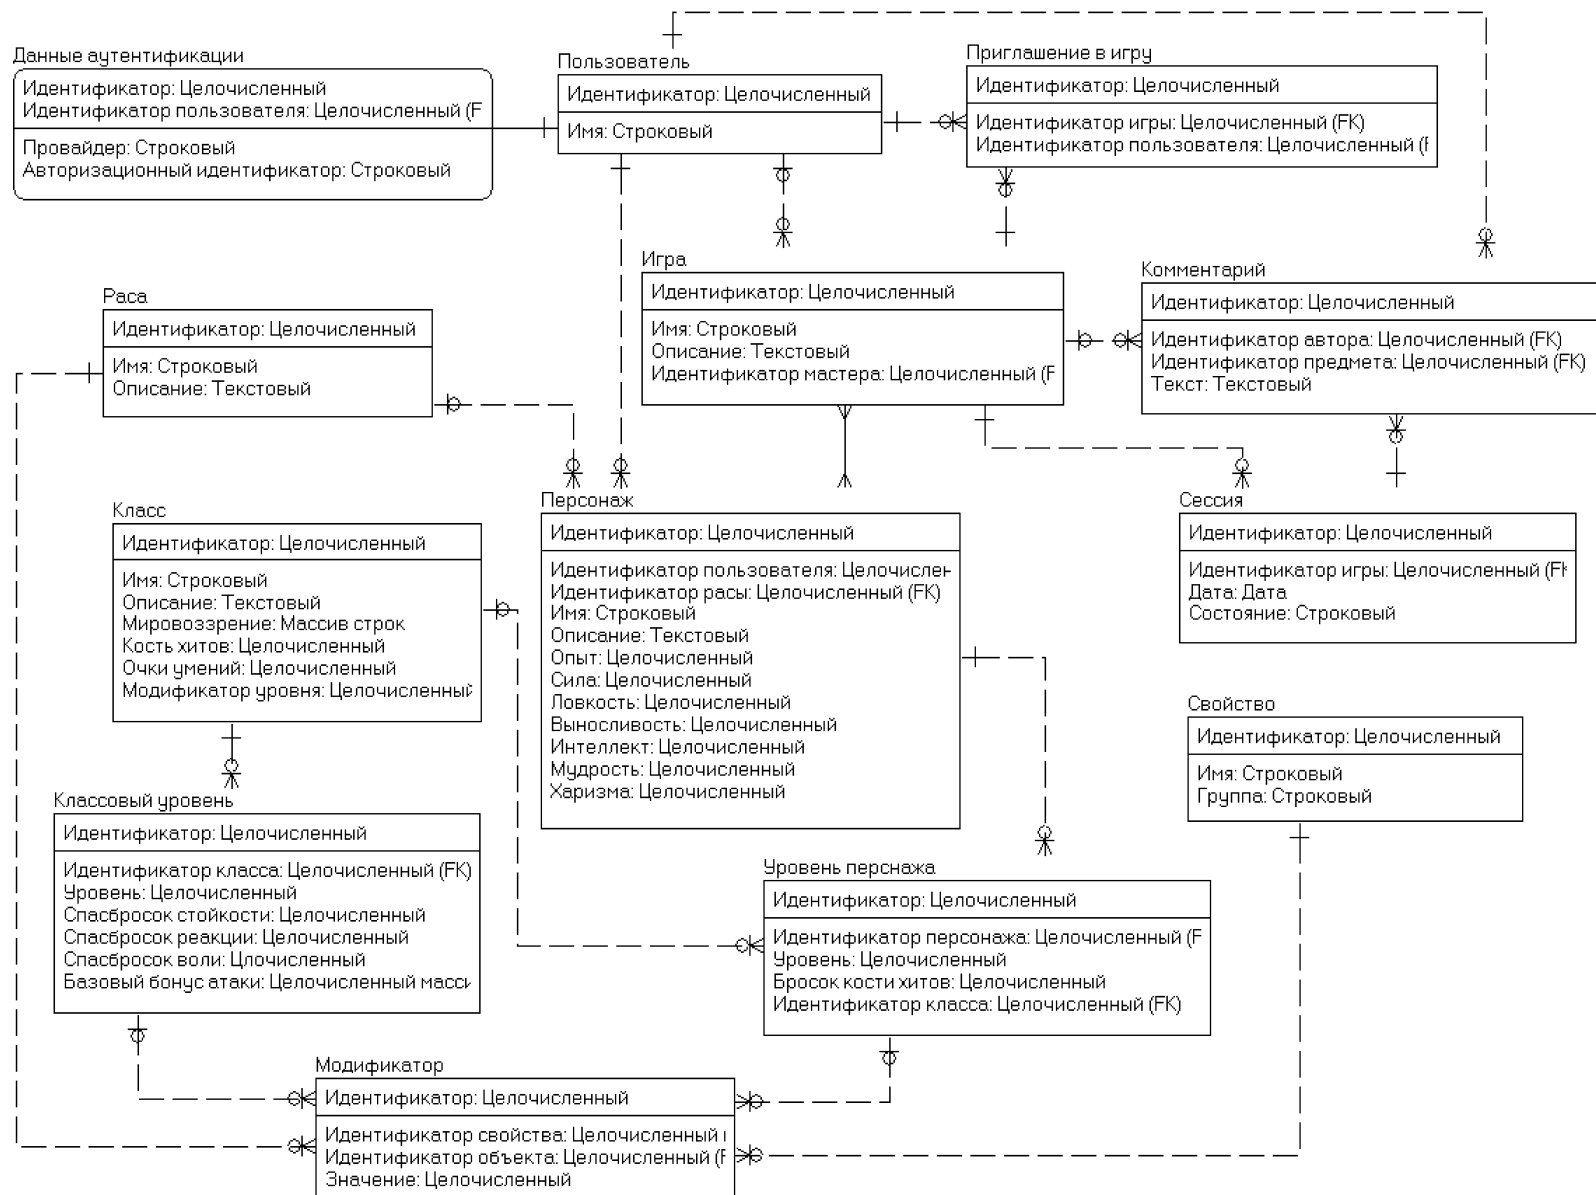 Данные аутентификации
Идентификатор: Целочисленный
Идентификатор пользователя: Целочисленный (F
Провайдер: Строковый
Авторизационный идентификатор: Строковый
Пользователь
Идентификатор: Целочисленный
Имя: Строковый
Приглашение в игру
Идентификатор: Целочисленный
Идентификатор игры: Целочисленный (FK)
Идентификатор пользователя: Целочисленный (F
Игра
Идентификатор: Целочисленный
Имя: Строковый
Описание: Текстовый
Идентификатор мастера: Целочисленный (F
Комментарий
Идентификатор: Целочисленный
Идентификатор автора: Целочисленный (FK)
Идентификатор предмета: Целочисленный (FK)
Текст: Текстовый
Раса
Идентификатор: Целочисленный
Имя: Строковый
Описание: Текстовый
Класс
Идентификатор: Целочисленный
Имя: Строковый
Описание: Текстовый
Мировоззрение: Массив строк
Кость хитов: Целочисленный
Очки умений: Целочисленный
Модификатор уровня: Целочисленный
Персонаж
Идентификатор: Целочисленный
Идентификатор пользователя: Целочислен
Идентификатор расы: Целочисленный (FK)
Имя: Строковый
Описание: Текстовый
Опыт: Целочисленный
Сила: Целочисленный
Ловкость: Целочисленный
Выносливость: Целочисленный
Интеллект: Целочисленный
Мудрость: Целочисленный
Харизма: Целочисленный
Сессия
Идентификатор: Целочисленный
Идентификатор игры: Целочисленный (FK
Дата: Дата
Состояние: Строковый
Свойство
Идентификатор: Целочисленный
Имя: Строковый
Группа: Строковый
Классовый уровень
Идентификатор: Целочисленный
Идентификатор класса: Целочисленный (FK)
Уровень: Целочисленный
Спасбросок стойкости: Целочисленный
Спасбросок реакции: Целочисленный
Спасбросок воли: Цлочисленный
Базовый бонус атаки: Целочисленный масси
Уровень перснажа
Идентификатор: Целочисленный
Идентификатор персонажа: Целочисленный (F
Уровень: Целочисленный
Бросок кости хитов: Целочисленный
Идентификатор класса: Целочисленный (FK)
Модификатор
Идентификатор: Целочисленный
Идентификатор свойства: Целочисленный
Идентификатор объекта: Целочисленный (F
Значение: Целочисленный